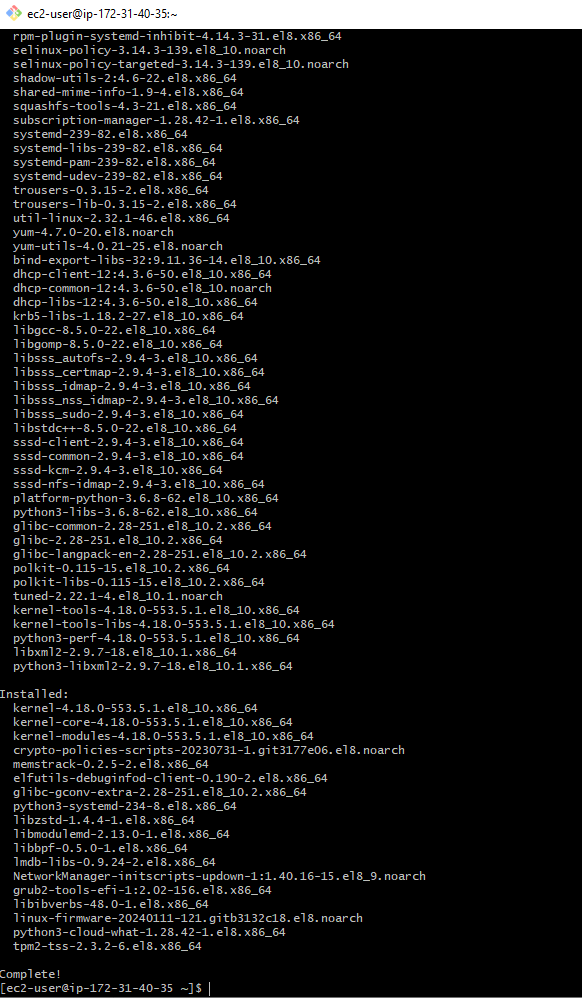 ec2-user@ip-172-31-40-35:~
rpm-plugin-systemd-inhibit-4.14.3-31.el8.x86_64
selinux-policy-3.14.3-139.el8_10.noarch
selinux-policy-targeted-3.14.3-139.el8_10.noarch
shadow-utils-2:4.6-22.el8.x86_64
shared-mime-info-1.9-4.el8.x86_64
squashfs-tools-4.3-21.el8.x86_64
subscription-manager-1.28.42-1.el8.x86_64
systemd-239-82.el8.x86_64
systemd-libs-239-82.el8.x86_64
systemd-pam-239-82.el8.x86_64
systemd-udev-239-82.el8.x86_64
trousers-0.3.15-2.el8.x86_64
trousers-lib-0.3.15-2.el8.x86_64
util-linux-2.32.1-46.el8.x86_64
yum-4.7.0-20.el8.noarch
yum-utils-4.0.21-25.el8.noarch
bind-export-libs-32:9.11.36-14.el8_10.x86_64
dhcp-client-12:4.3.6-50.el8_10.x86_64
dhcp-common-12:4.3.6-50.el8_10.noarch
dhcp-libs-12:4.3.6-50.el8_10.x86_64
krb5-libs-1.18.2-27.el8_10.x86_64
libgcc-8.5.0-22.el8_10.x86_64
libgomp-8.5.0-22.el8_10.x86_64
libsss_autofs-2.9.4-3.el8_10.x86_64
libsss_certmap-2.9.4-3.el8_10.x86_64
libsss_idmap-2.9.4-3.el8_10.x86_64
libsss_nss_idmap-2.9.4-3.el8_10.x86_64
libsss_sudo-2.9.4-3.el8_10.x86_64
libstdc++-8.5.0-22.el8_10.x86_64
sssd-client-2.9.4-3.el8_10.x86_64
sssd-common-2.9.4-3.el8_10.x86_64
sssd-kcm-2.9.4-3.el8_10.x86_64
sssd-nfs-idmap-2.9.4-3.el8_10.x86_64
platform-python-3.6.8-62.el8_10.x86_64
python3-libs-3.6.8-62.el8_10.x86_64
glibc-common-2.28-251.el8_10.2.x86_64
glibc-2.28-251.el8_10.2.x86_64
glibc-langpack-en-2.28-251.el8_10.2.x86_64
polkit-0.115-15.el8_10.2.x86_64
polkit-libs-0.115-15.el8_10.2.x86_64
tuned-2.22.1-4.el8_10.1.noarch
kernel-tools-4.18.0-553.5.1.el8_10.x86_64
kernel-tools-libs-4.18.0-553.5.1.el8_10.x86_64
python3-perf-4.18.0-553.5.1.el8_10.x86_64
libxml2-2.9.7-18.el8_10.1.x86_64
python3-libxml2-2.9.7-18.el8_10.1.x86_64
Installed:
kernel-4.18.0-553.5.1.el8_10.x86_64
kernel-core-4.18.0-553.5.1.el8_10.x86_64
kernel-modules-4.18.0-553.5.1.el8_10.x86_64
crypto-policies-scripts-20230731-1.git3177e06.el8.noarch
memstrack-0.2.5-2.el8.x86_64
elfutils-debuginfod-client-0.190-2.el8.x86_64
glibc-gconv-extra-2.28-251.el8_10.2.x86_64
python3-systemd-234-8.el8.x86_64
libzstd-1.4.4-1.el8.x86_64
libmodulemd-2.13.0-1.el8.x86_64
libbpf-0.5.0-1.el8.x86_64
lmdb-libs-0.9.24-2.el8.x86_64
NetworkManager-initscripts-updown-1:1.40.16-15.el8_9.noarch
grub2-tools-efi-1:2.02-156.el8.x86_64
libibverbs-48.0-1.el8.x86_64
linux-firmware-20240111-121.gitb3132c18.el8.noarch
python3-cloud-what-1.28.42-1.el8.x86_64
tpm2-tss-2.3.2-6.el8.x86_64
Complete!
[ec2-user@ip-172-31-40-35 ~]$